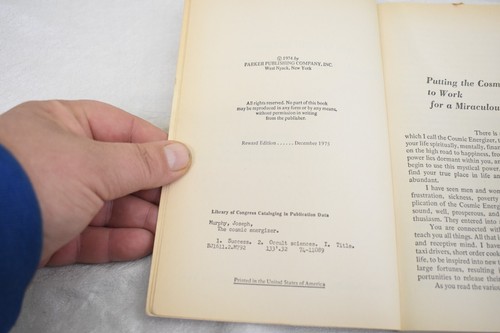 © 1974 by
PARKER PUBLISHING COMPANY, INC.
West Nyack, New York
All rights reserved. No part of this book
may be reproduced in any form or by any means,
without permission in writing
from the publisher.
Reward Edition ...... December 1975
Library of Congress Cataloging in Publication Data
Murphy, Joseph,
The cosmic energizer.
1. Success. 2. Occult sciences. I. Title.
Printed in the United States of America
Putting the Cosm
to Work
for a Miraculou
which I call the Cosmic Energizer,
your life spiritually, mentally, finan
on the high road to happiness, free
power lies dormant within you, an
begin to use this mystical power,
find your true place in life an
abundant.
I have seen men and wom
frustration, sickness, poverty
plication of the Cosmic Energ
sound, well, prosperous, and
thusiasm. They entered into
You are connected with
teach you all things. All that
and receptive mind. I have
taxi drivers, short order cook
life, to be inspired into new i
large fortunes, resulting i
portunities to release their
As you read the variou